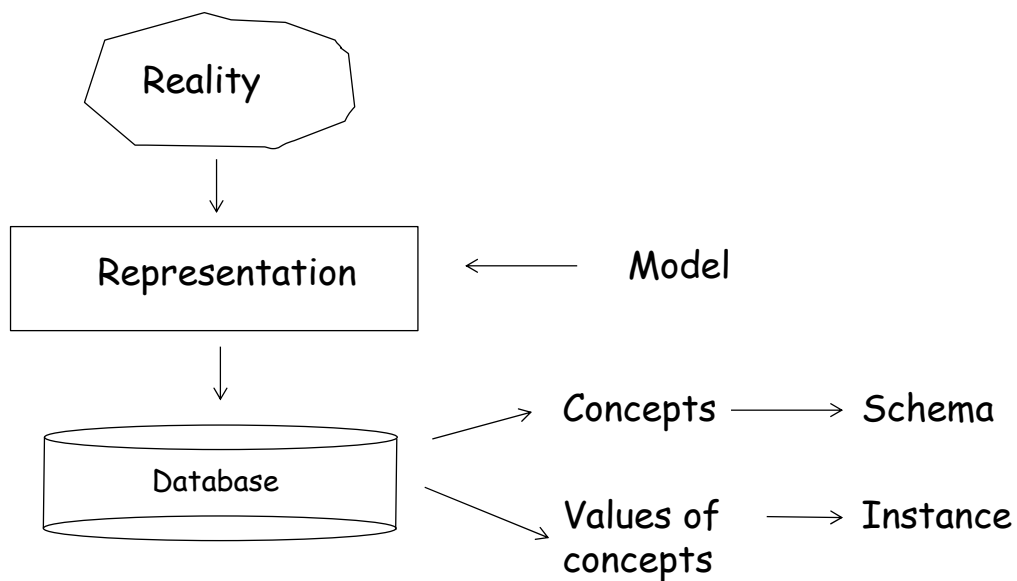 Reality
Representation
Model
Concepts
Schema
Database
Values of
concepts
Instance